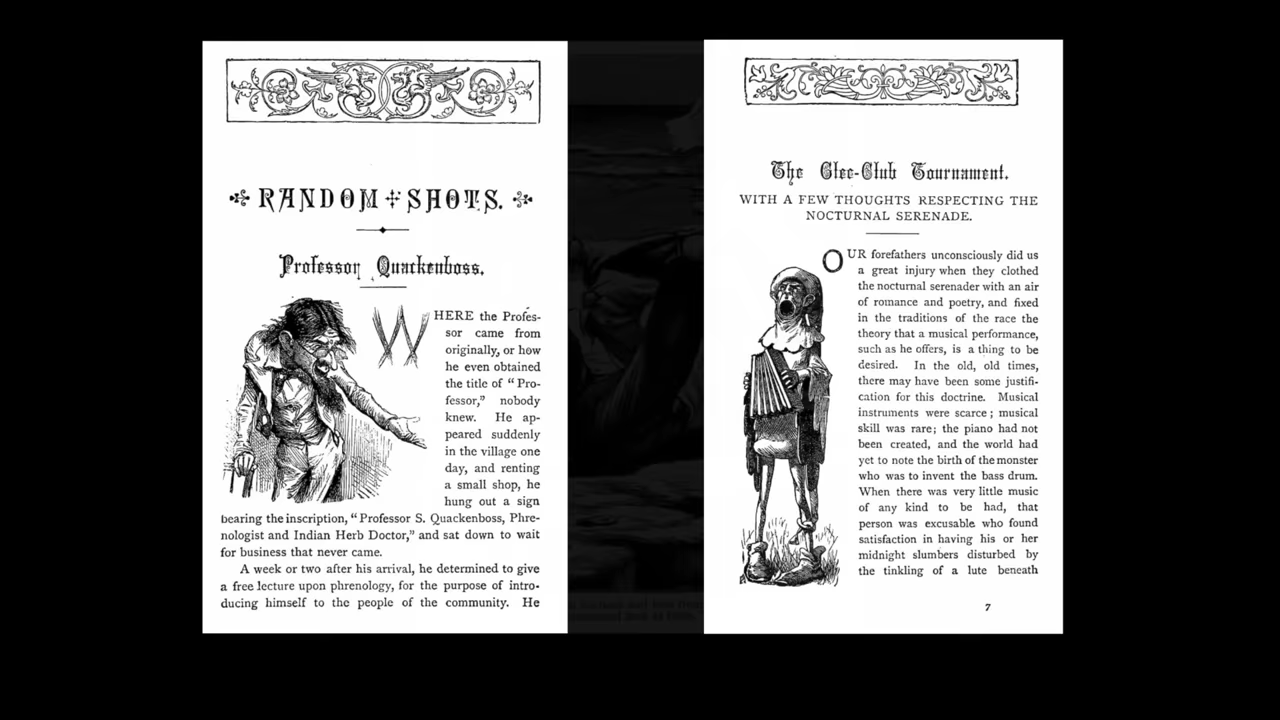 RANDOM SHOTS.
Professor Quackenboss.
WHERE the Profes-
sor came from
originally, or how
he even obtained
the title of “ Pro-
fessor,” nobody
knew. He ap-
peared suddenly
in the village one
day, and renting
a small shop, he
hung out a sign
bearing the inscription, “Professor S. Quackenboss, Phre-
nologist and Indian Herb Doctor,” and sat down to wait
for business that never came.
A week or two after his arrival, he determined to give
a free lecture upon phrenology, for the purpose of intro-
ducing himself to the people of the community. He
The Glee-Club Tournament.
WITH A FEW THOUGHTS RESPECTING THE
NOCTURNAL SERENADE.
OUR forefathers unconsciously did us
a great injury when they clothed
the nocturnal serenader with an air
of romance and poetry, and fixed
in the traditions of the race the
theory that a musical performance,
such as he offers, is a thing to be
desired. In the old, old times,
there may have been some justifi-
cation for this doctrine. Musical
instruments were scarce ; musical
skill was rare; the piano had not
been created, and the world had
yet to note the birth of the monster
who was to invent the bass drum.
When there was very little music
of any kind to be had, that
person was excusable who found
satisfaction in having his or her
midnight slumbers disturbed by
the tinkling of a lute beneath
7